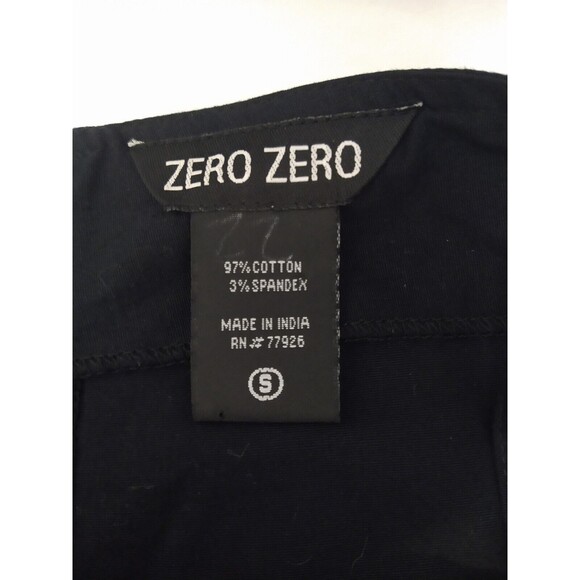 ZERO ZERO
97%COTTON
3%SPANDEX
MADE IN INDIA
RN # 77926
S